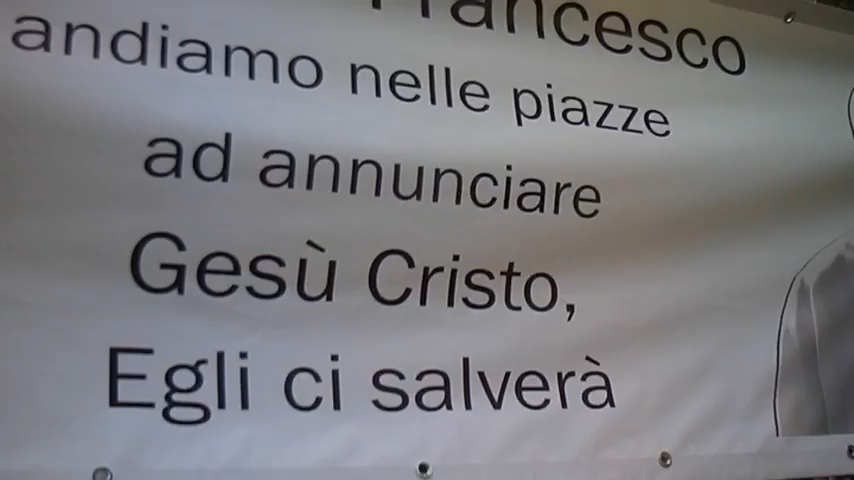 Francesco
andiamo nelle piazze
ad annunciare
Gesù Cristo,
Egli ci salverà